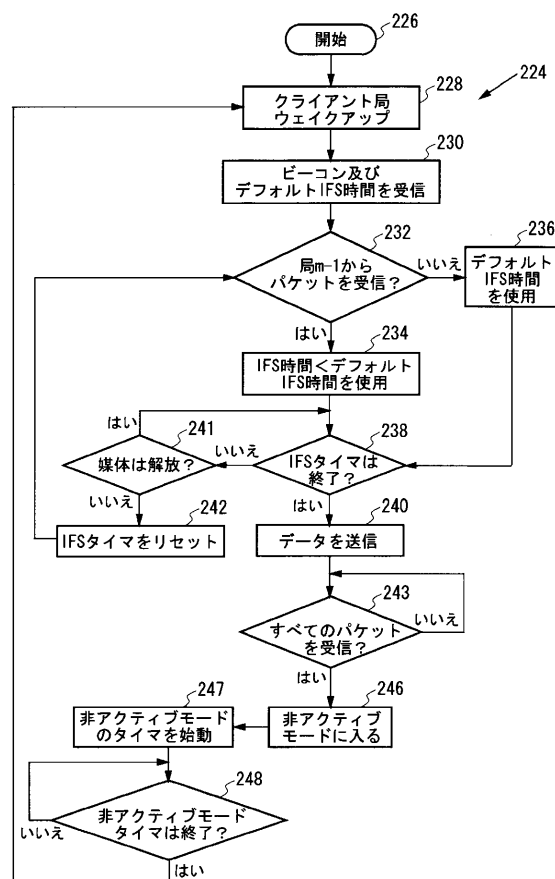 開始
226
224
クライアント局
ウェイクアップ
228
ビーコン及び
デフォルトIFS時間を受信
230
局m-1から
パケットを受信?
232
いいえ
はい
デフォルト
IFS時間
を使用
236
IFS時間<デフォルト
IFS時間を使用
234
はい
媒体は解放?
241
いいえ
いいえ
IFSタイマは
終了?
238
はい
IFSタイマをリセット
242
データを送信
240
すべてのパケット
を受信?
243
いいえ
はい
非アクティブモード
のタイマを始動
247
非アクティブ
モードに入る
246
非アクティブモード
タイマは終了?
248
いいえ
はい